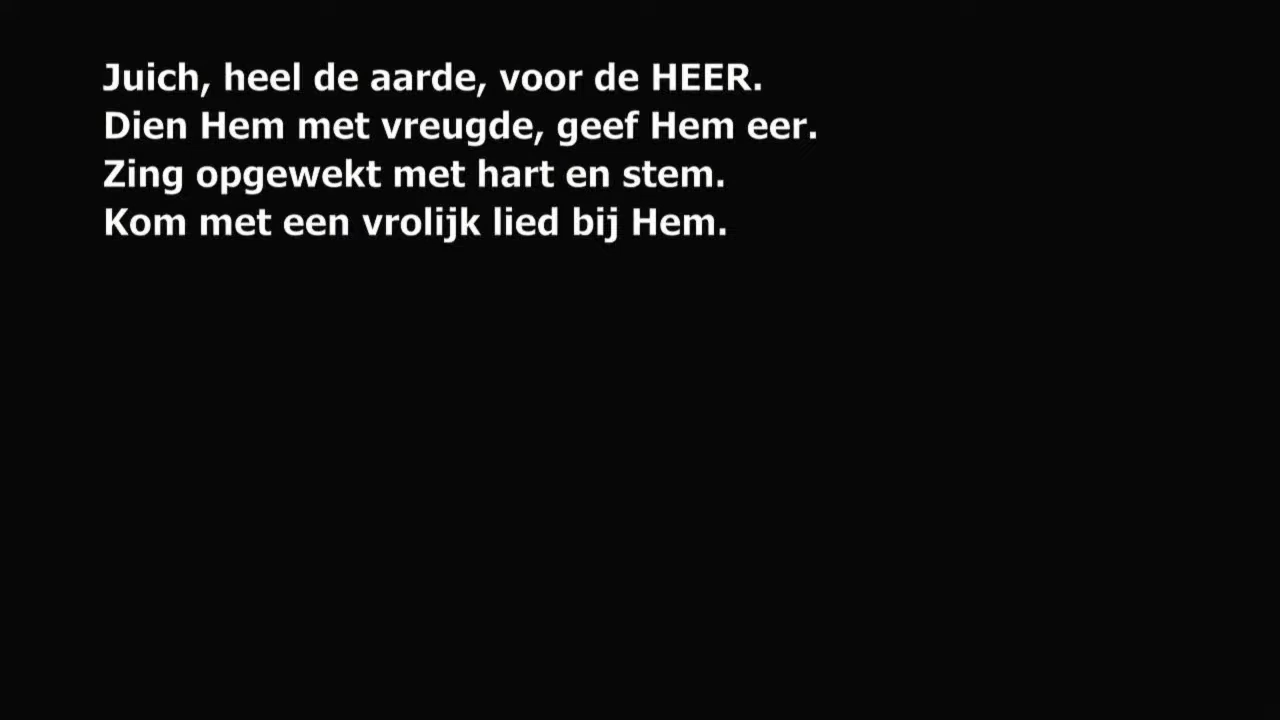 Juich, heel de aarde, voor de HEER.
Dien Hem met vreugde, geef Hem eer.
Zing opgewekt met hart en stem.
Kom met een vrolijk lied bij Hem.